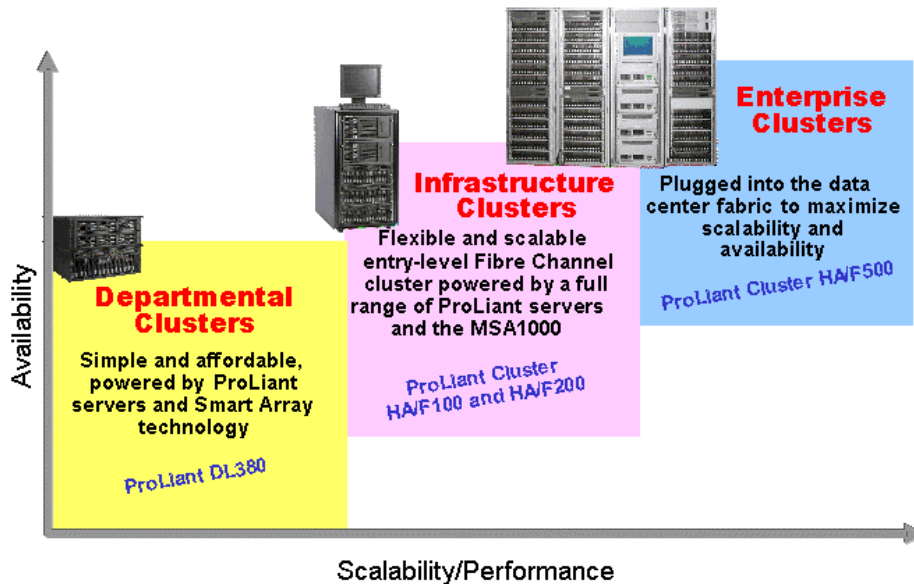 Enterprise
Clusters
Plugged into the data
center fabric to maximize
scalability and
availability
ProLiant Cluster HA/F500
Infrastructure
Clusters
Flexible and scalable
entry-level Fibre Channel
cluster powered by a full
range of ProLiant servers
and the MSA1000
ProLiant Cluster
HA/F100 and HA/F200
Departmental
Clusters
Simple and affordable,
powered by ProLiant
servers and Smart Array
technology
ProLiant DL380
Availability
Scalability/Performance